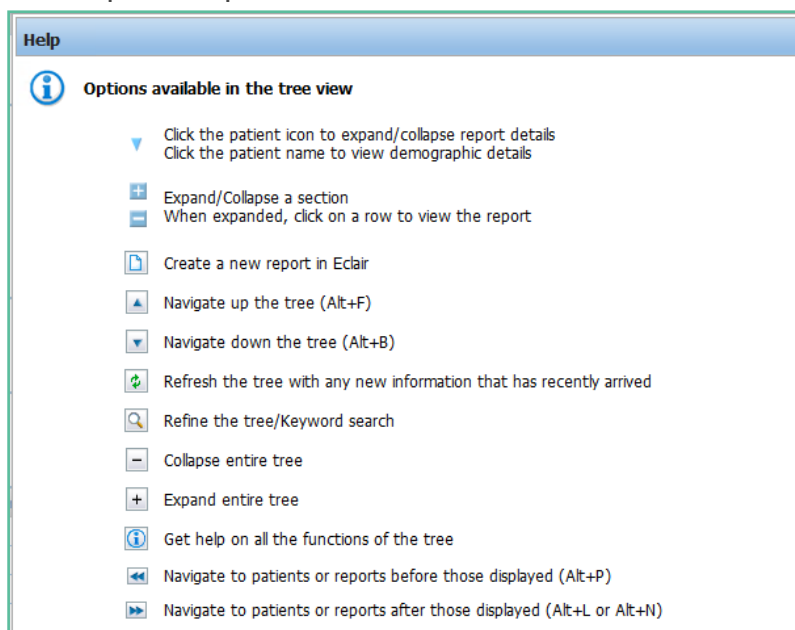 Help
Options available in the tree view
Click the patient icon to expand/collapse report details
Click the patient name to view demographic details
Expand/Collapse a section
When expanded, click on a row to view the report
Create a new report in Eclair
Navigate up the tree (Alt+F)
Navigate down the tree (Alt+B)
Refresh the tree with any new information that has recently arrived
Refine the tree/Keyword search
Collapse entire tree
Expand entire tree
Get help on all the functions of the tree
Navigate to patients or reports before those displayed (Alt+P)
Navigate to patients or reports after those displayed (Alt+L or Alt+N)